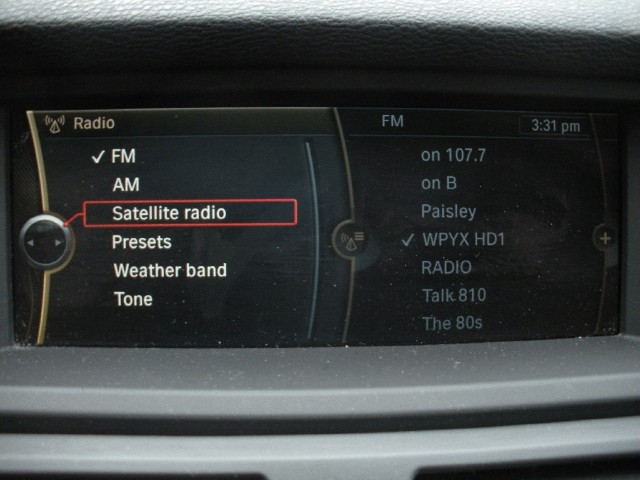 Radio
FM
3:31 pm
✓ FM
AM
Satellite radio
Presets
Weather band
Tone
on 107.7
on B
Paisley
✓ WPYX HD1
RADIO
Talk 810
The 80s